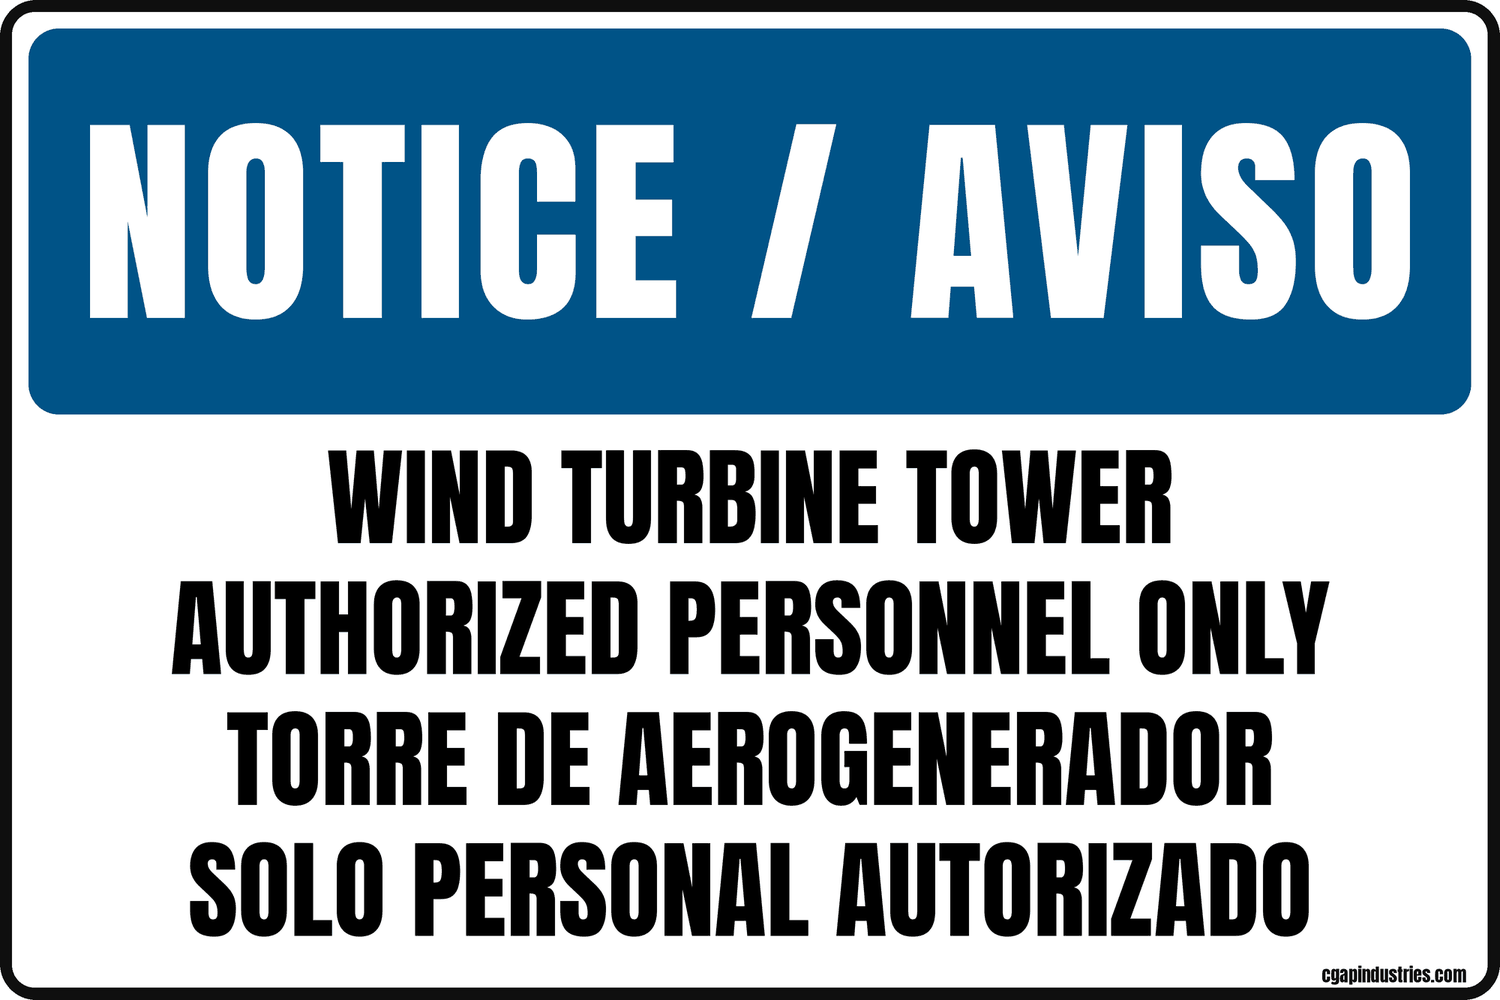 NOTICE / AVISO
WIND TURBINE TOWER
AUTHORIZED PERSONNEL ONLY
TORRE DE AEROGENERADOR
SOLO PERSONAL AUTORIZADO
cgapindustries.com